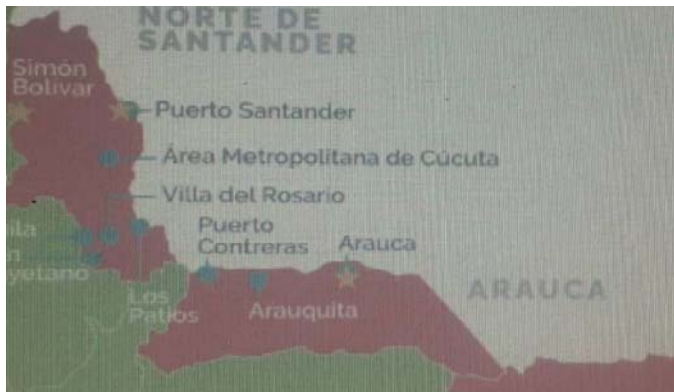 NORTE DE
SANTANDER
Simón
Bolívar
Puerto Santander
Área Metropolitana de Cúcuta
Villa del Rosario
Puerto
Contreras
Arauca
Los
Patios
Arauquita
ARAUCA